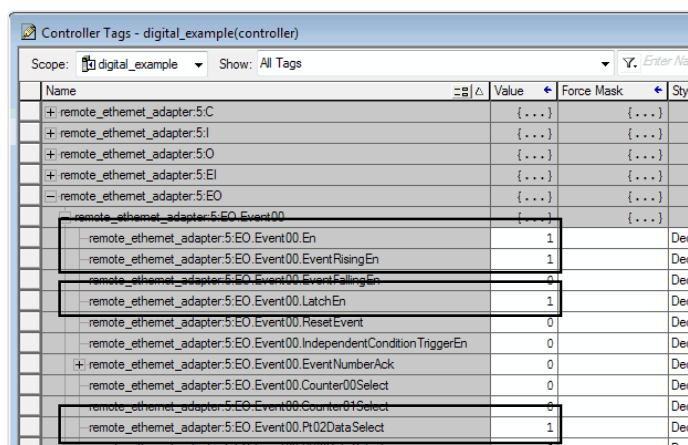 Controller Tags - digital_example(controller)
Scope: digital_example Show: All Tags Enter Na
Name Value Force Mask Sty
remote_ethernet_adapter:5:C {...} {...}
remote_ethernet_adapter:5:I {...} {...}
remote_ethernet_adapter:5:O {...} {...}
remote_ethernet_adapter:5:EI {...} {...}
remote_ethernet_adapter:5:EO {...} {...}
remote_ethernet_adapter:5:EO.Event00 {...} {...}
remote_ethernet_adapter:5:EO.Event00.En 1 Dec
remote_ethernet_adapter:5:EO.Event00.EventRisingEn 1 Dec
remote_ethernet_adapter:5:EO.Event00.EventFallingEn 0 Dec
remote_ethernet_adapter:5:EO.Event00.LatchEn 1 Dec
remote_ethernet_adapter:5:EO.Event00.ResetEvent 0 Dec
remote_ethernet_adapter:5:EO.Event00.IndependentConditionTriggerEn 0 Dec
remote_ethernet_adapter:5:EO.Event00.EventNumberAck 0 Dec
remote_ethernet_adapter:5:EO.Event00.Counter00Select 0 Dec
remote_ethernet_adapter:5:EO.Event00.Counter01Select 0 Dec
remote_ethernet_adapter:5:EO.Event00.Pt02DataSelect 1 Dec